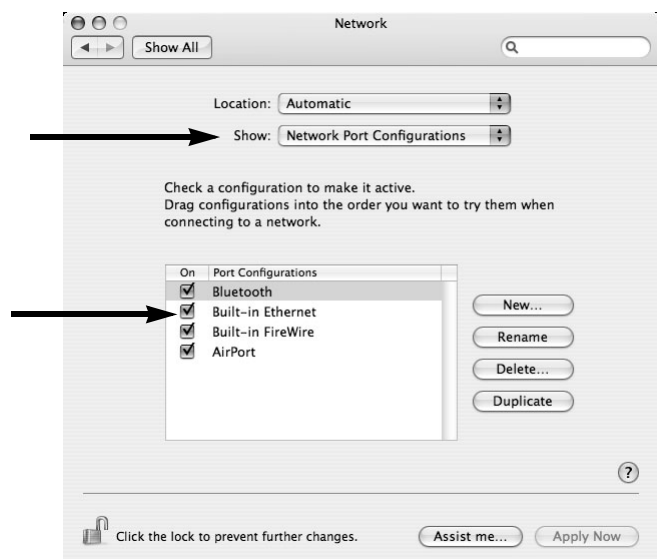 Network
Show All
Location: Automatic
Show: Network Port Configurations
Check a configuration to make it active.
Drag configurations into the order you want to try them when
connecting to a network.
On Port Configurations
Bluetooth
Built-in Ethernet
Built-in FireWire
AirPort
New...
Rename
Delete...
Duplicate
?
Click the lock to prevent further changes.
Assist me...
Apply Now